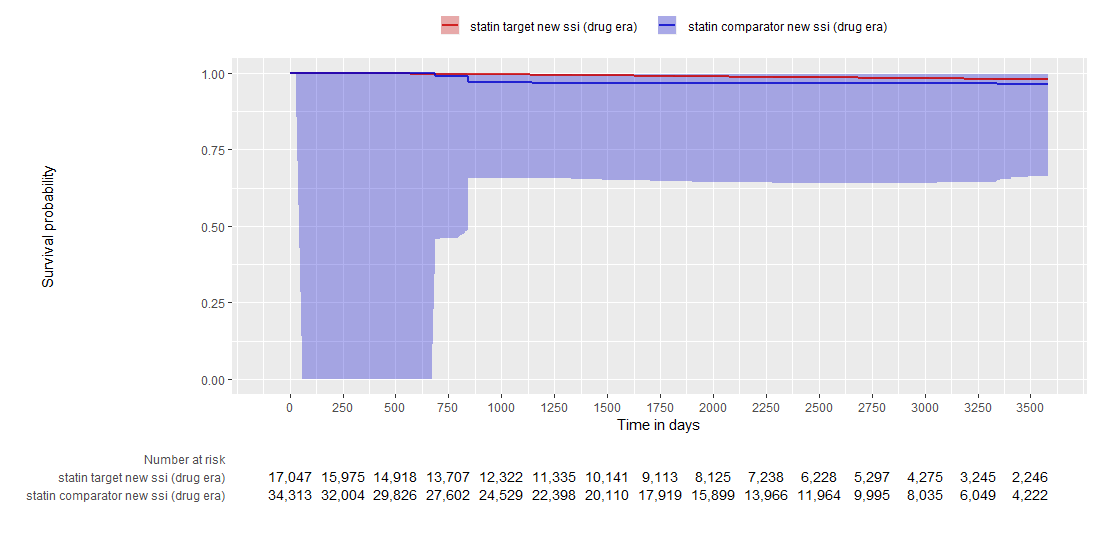 statin target new ssi (drug era) statin comparator new ssi (drug era)
1.00
0.75
0.50
0.25
0.00
Survival probability
0 250 500 750 1000 1250 1500 1750 2000 2250 2500 2750 3000 3250 3500
Time in days
Number at risk
statin target new ssi (drug era) 17,047 15,975 14,918 13,707 12,322 11,335 10,141 9,113 8,125 7,238 6,228 5,297 4,275 3,245 2,246
statin comparator new ssi (drug era) 34,313 32,004 29,826 27,602 24,529 22,398 20,110 17,919 15,899 13,966 11,964 9,995 8,035 6,049 4,222